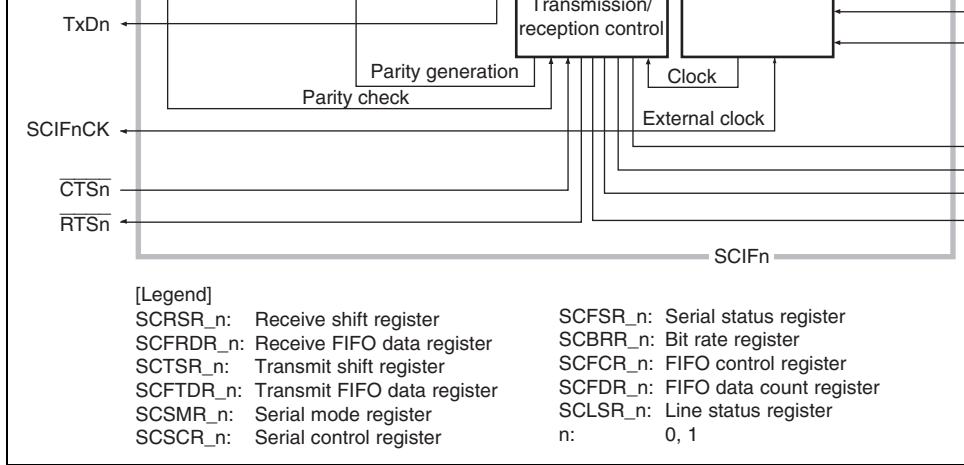 Transmission/
reception control
TxDn
Parity generation
Clock
Parity check
External clock
SCIFnCK
CTSn
RTSn
SCIFn
[Legend]
SCRSR_n: Receive shift register
SCFRDR_n: Receive FIFO data register
SCTSR_n: Transmit shift register
SCFTDR_n: Transmit FIFO data register
SCSMR_n: Serial mode register
SCSCR_n: Serial control register
SCFSR_n: Serial status register
SCBRR_n: Bit rate register
SCFCR_n: FIFO control register
SCFDR_n: FIFO data count register
SCLSR_n: Line status register
n: 0, 1